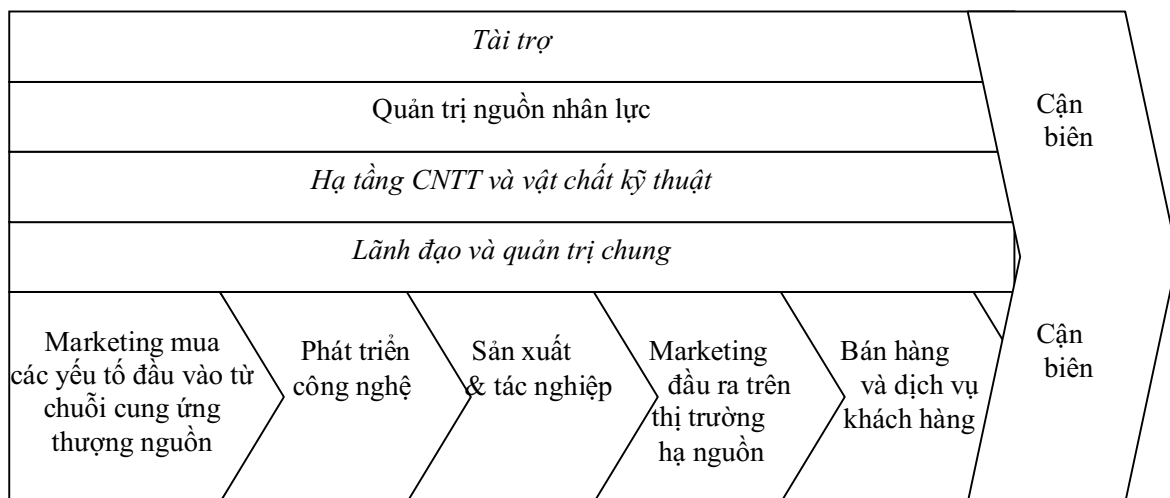 Tài trợ
Quản trị nguồn nhân lực
Hạ tầng CNTT và vật chất kỹ thuật
Lãnh đạo và quản trị chung
Cận
biên
Marketing mua
các yếu tố đầu vào từ
chuỗi cung ứng
thượng nguồn
Phát triển
công nghệ
Sản xuất
& tác nghiệp
Marketing
đầu ra trên
thị trường
hạ nguồn
Bán hàng
và dịch vụ
khách hàng
Cận
biên